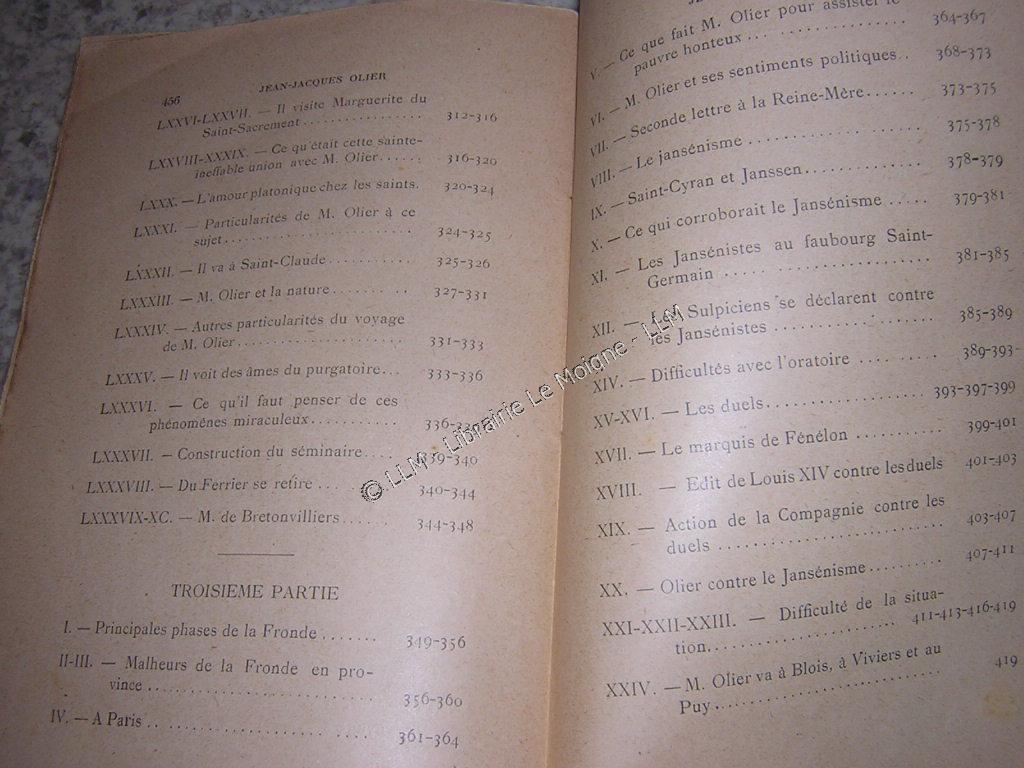 456 JEAN-JACQUES OLIER
LXXVI-LXXVII. — Il visite Marguerite du
Saint-Sacrement ................ 312-316
LXXVIII-XXXIX. — Ce qu'était cette sainte-
ineffable union avec M. Olier...... 316-320
LXXX. — L'amour platonique chez les saints. 320-324
LXXXI. — Particularités de M. Olier à ce
sujet.......................... 324-325
LXXXII. — Il va à Saint-Claude........... 325-326
LXXXIII. — M. Olier et la nature.......... 327-331
LXXXIV. — Autres particularités du voyage
de M. Olier...................... 331-333
LXXXV. — Il voit des âmes du purgatoire... 333-336
LXXXVI. — Ce qu'il faut penser de ces
phénomènes miraculeux............ 336-339
LXXXVII. — Construction du séminaire..... 339-340
LXXXVIII. — Du Ferrier se retire ... 340-344
LXXXVIX-XC. — M. de Bretonvilliers...... 344-348
TROISIEME PARTIE
I. — Principales phases de la Fronde ....... 349-356
II-III. — Malheurs de la Fronde en pro-
vince........................ 356-360
IV. — A Paris ....................... 361-364
V. — Ce que fait M. Olier pour assister le
pauvre honteux ................ 364-367
VI. — M. Olier et ses sentiments politiques.. 368-373
VII. — Seconde lettre à la Reine-Mère...... 373-375
VIII. — Le jansénisme .................. 375-378
IX. — Saint-Cyran et Janssen............ 378-379
X. — Ce qui corroborait le Jansénisme ..... 379-381
XI. — Les Jansénistes au faubourg Saint-
Germain ...................... 381-385
XII. — Les Sulpiciens se déclarent contre
les Jansénistes ................ 385-389
XIV. — Difficultés avec l'oratoire ......... 389-393
XV-XVI. — Les duels................ 393-397-399
XVII. — Le marquis de Fénélon .......... 399-401
XVIII. — Edit de Louis XIV contre les duels 401-403
XIX. — Action de la Compagnie contre les
duels ........................ 403-407
XX. — Olier contre le Jansénisme.......... 407-411
XXI-XXII-XXIII. — Difficulté de la situa-
tion...................... 411-413-416-419
XXIV. — M. Olier va à Blois, à Viviers et au
Puy........................ 419
© LLM - Librairie Le Moigne - LLM